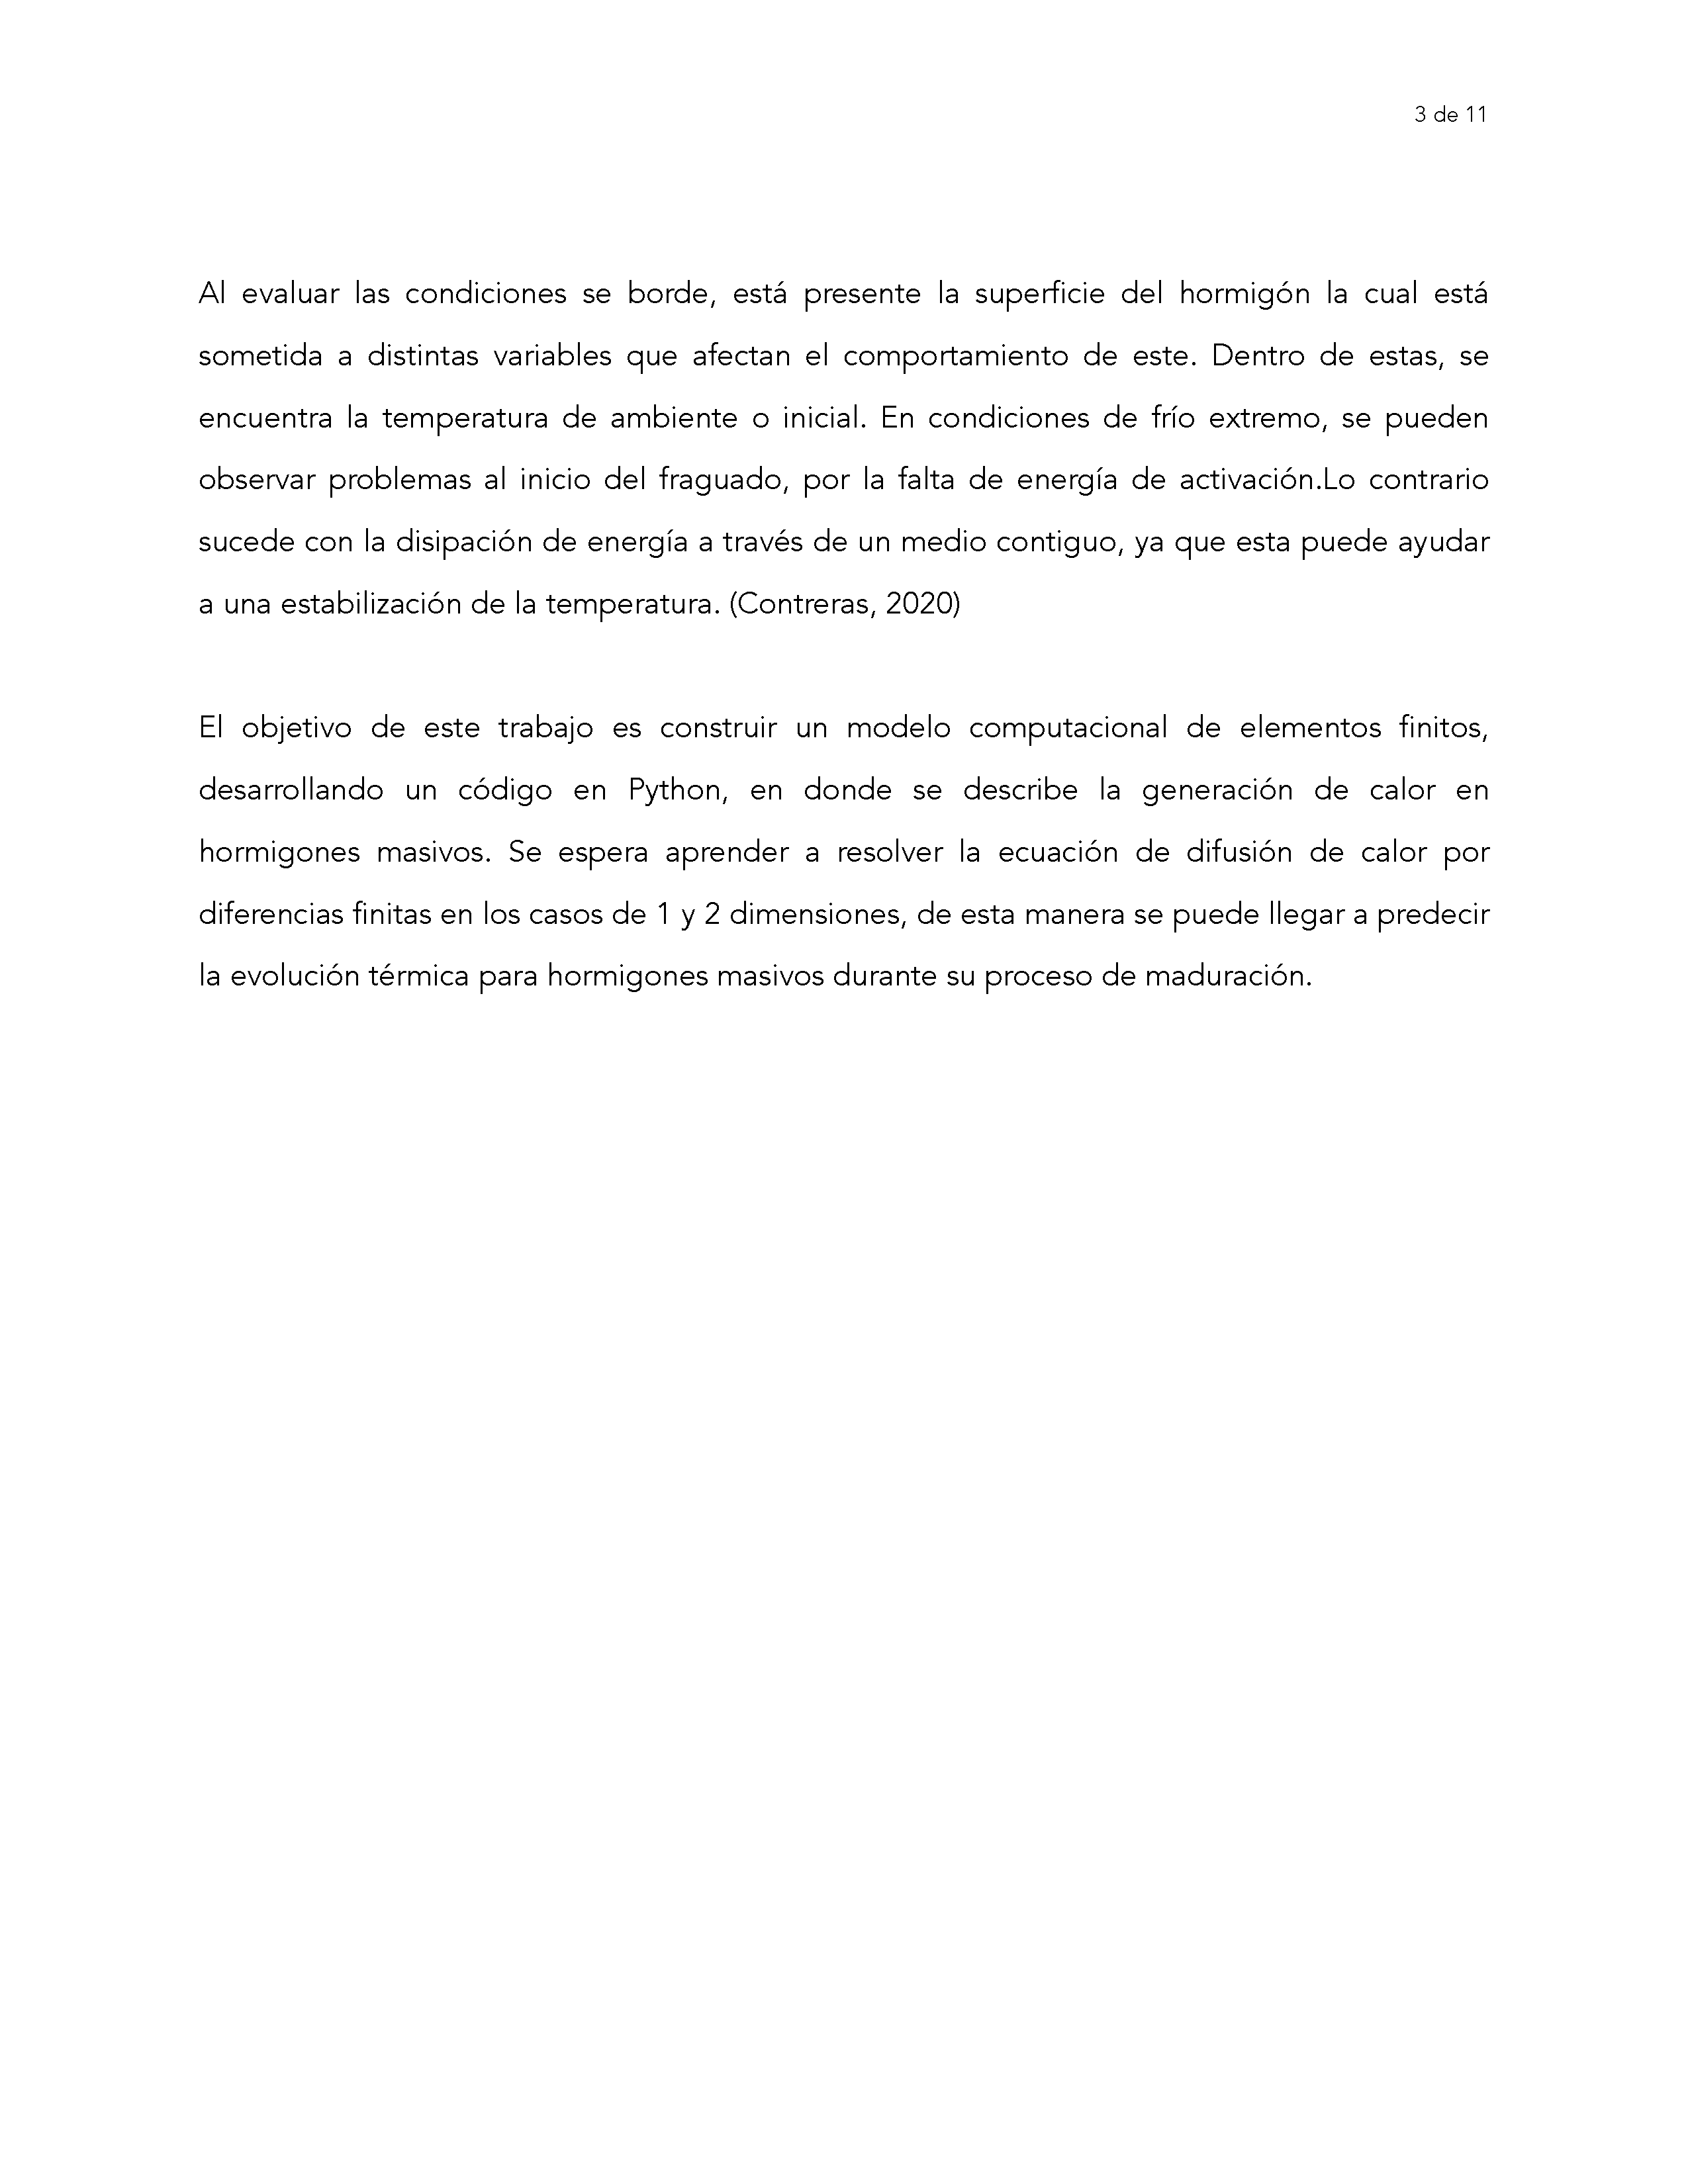 3 de 11
Al evaluar las condiciones se borde, está presente la superficie del hormigón la cual está
sometida a distintas variables que afectan el comportamiento de este. Dentro de estas, se
encuentra la temperatura de ambiente o inicial. En condiciones de frío extremo, se pueden
observar problemas al inicio del fraguado, por la falta de energía de activación.Lo contrario
sucede con la disipación de energía a través de un medio contiguo, ya que esta puede ayudar
a una estabilización de la temperatura. (Contreras, 2020)
El objetivo de este trabajo es construir un modelo computacional de elementos finitos,
desarrollando un código en Python, en donde se describe la generación de calor en
hormigones masivos. Se espera aprender a resolver la ecuación de difusión de calor por
diferencias finitas en los casos de 1 y 2 dimensiones, de esta manera se puede llegar a predecir
la evolución térmica para hormigones masivos durante su proceso de maduración.